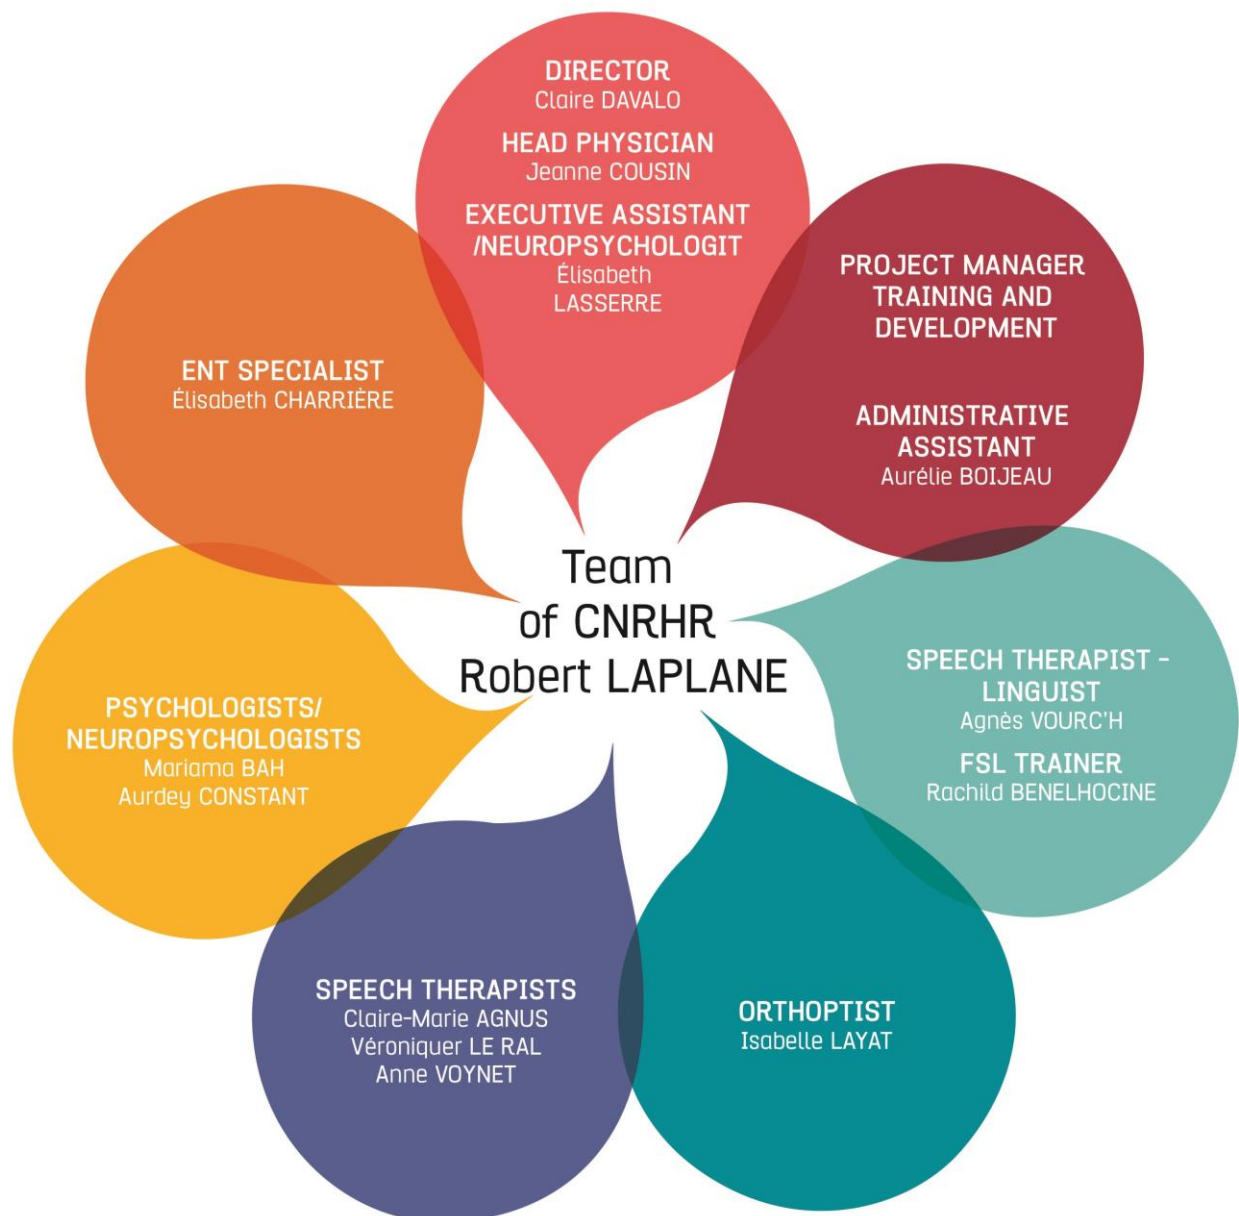 DIRECTOR
Claire DAVALO
HEAD PHYSICIAN
Jeanne COUSIN
EXECUTIVE ASSISTANT
/NEUROPSYCHOLOGIT
Élisabeth
LASSERRE
PROJECT MANAGER
TRAINING AND
DEVELOPMENT
ADMINISTRATIVE
ASSISTANT
Aurélie BOIJEAU
ENT SPECIALIST
Élisabeth CHARRIÈRE
Team
of CNRHR
Robert LAPLANE
SPEECH THERAPIST -
LINGUIST
Agnès VOURC'H
FSL TRAINER
Rachild BENELHOCINE
PSYCHOLOGISTS/
NEUROPSYCHOLOGISTS
Mariama BAH
Aurdey CONSTANT
SPEECH THERAPISTS
Claire-Marie AGNUS
Véroniquer LE RAL
Anne VOYNET
ORTHOPTIST
Isabelle LAYAT